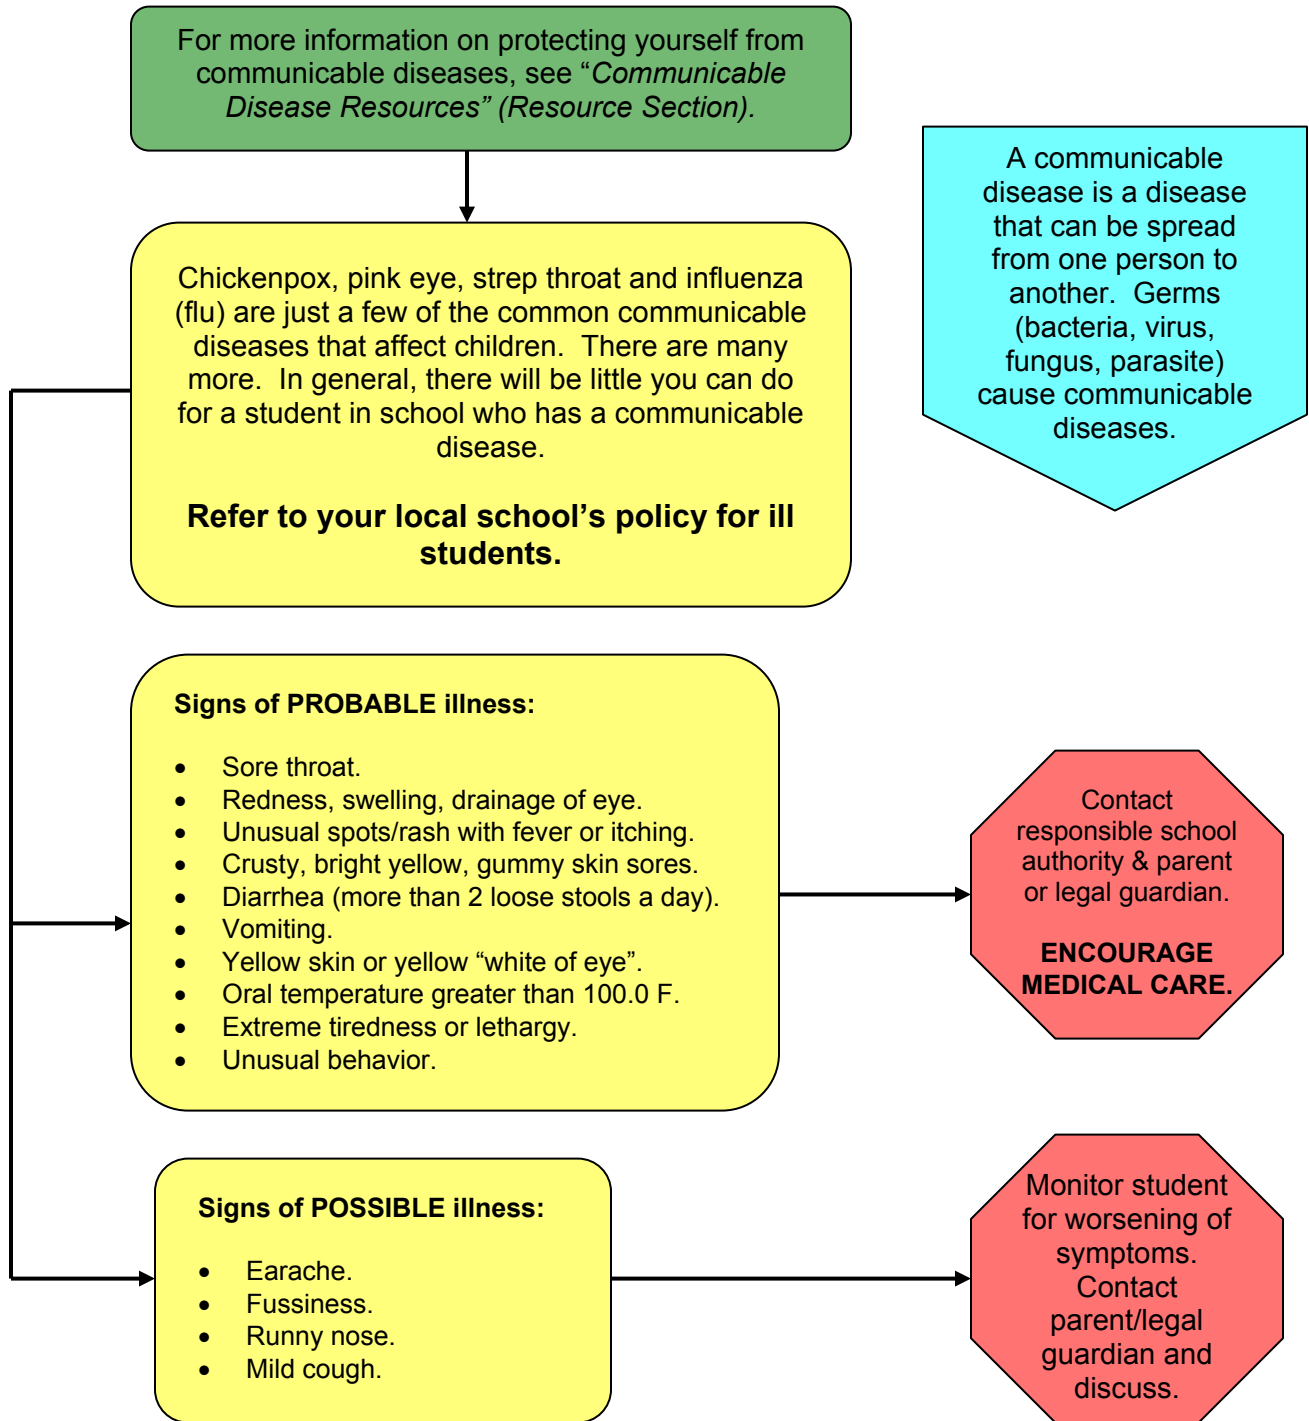 For more information on protecting yourself from
communicable diseases, see “Communicable
Disease Resources” (Resource Section).
A communicable
disease is a disease
that can be spread
from one person to
another. Germs
(bacteria, virus,
fungus, parasite)
cause communicable
diseases.
Chickenpox, pink eye, strep throat and influenza
(flu) are just a few of the common communicable
diseases that affect children. There are many
more. In general, there will be little you can do
for a student in school who has a communicable
disease.
Refer to your local school’s policy for ill
students.
Signs of PROBABLE illness:
• Sore throat.
• Redness, swelling, drainage of eye.
• Unusual spots/rash with fever or itching.
• Crusty, bright yellow, gummy skin sores.
• Diarrhea (more than 2 loose stools a day).
• Vomiting.
• Yellow skin or yellow “white of eye”.
• Oral temperature greater than 100.0 F.
• Extreme tiredness or lethargy.
• Unusual behavior.
Contact
responsible school
authority & parent
or legal guardian.
ENCOURAGE
MEDICAL CARE.
Signs of POSSIBLE illness:
• Earache.
• Fussiness.
• Runny nose.
• Mild cough.
Monitor student
for worsening of
symptoms.
Contact
parent/legal
guardian and
discuss.